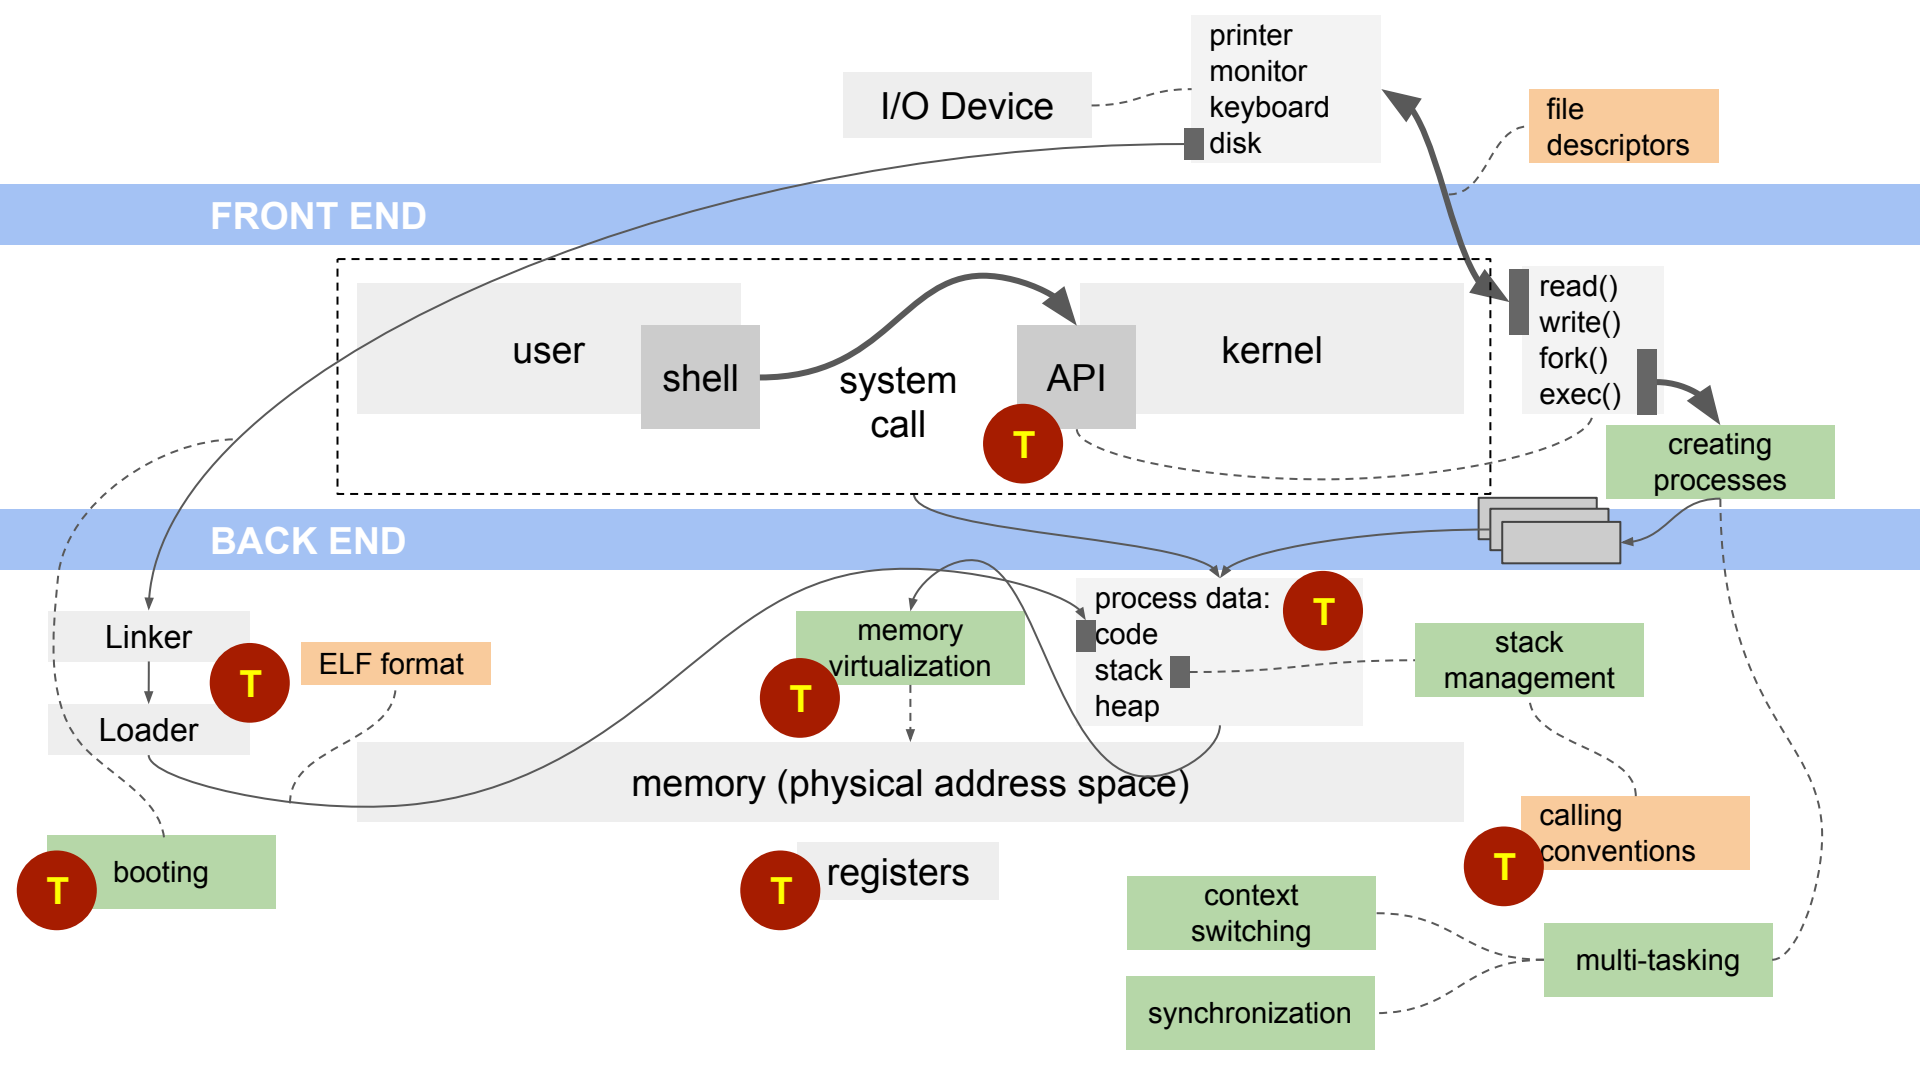 printer
monitor
keyboard
disk
I/O Device
file
descriptors
FRONT END
user
shell
system
call
API
kernel
T
read()
write()
fork()
exec()
creating
processes
BACK END
Linker
Loader
T
ELF format
memory
virtualization
T
process data:
code
stack
heap
T
stack
management
memory (physical address space)
calling
conventions
T
booting
T
registers
T
context
switching
multi-tasking
synchronization